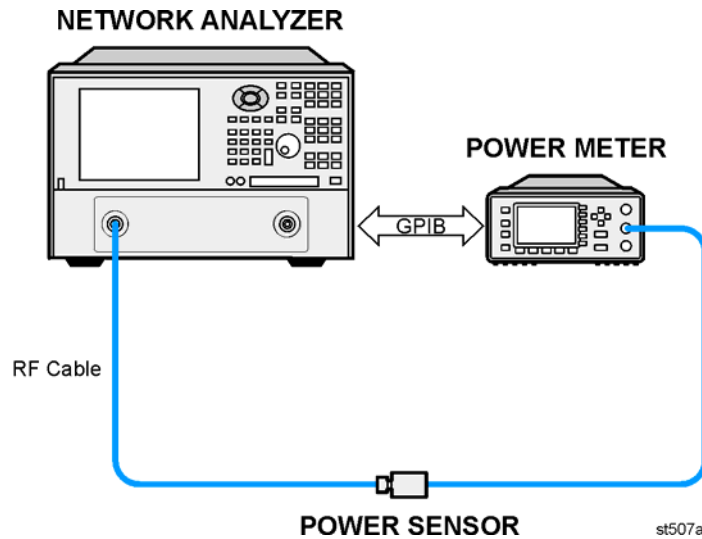 NETWORK ANALYZER
POWER METER
GPIB
RF Cable
POWER SENSOR
st507a